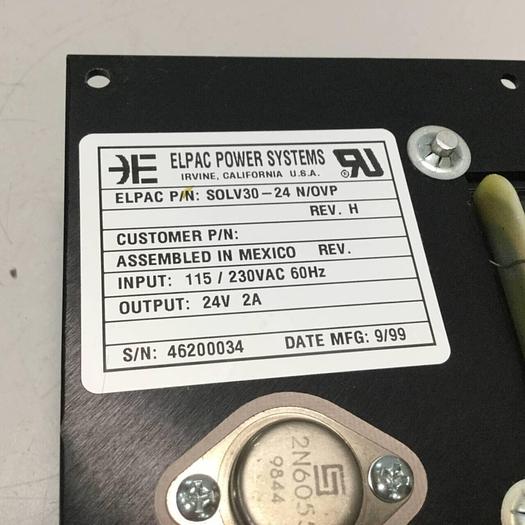 ELPAC POWER SYSTEMS
IRVINE, CALIFORNIA U.S.A.
ELPAC P/N: SOLV30-24 N/OVP
REV. H
CUSTOMER P/N:
ASSEMBLED IN MEXICO REV.
INPUT: 115 / 230VAC 60Hz
OUTPUT: 24V 2A
S/N: 46200034 DATE MFG: 9/99
2N6055
9844